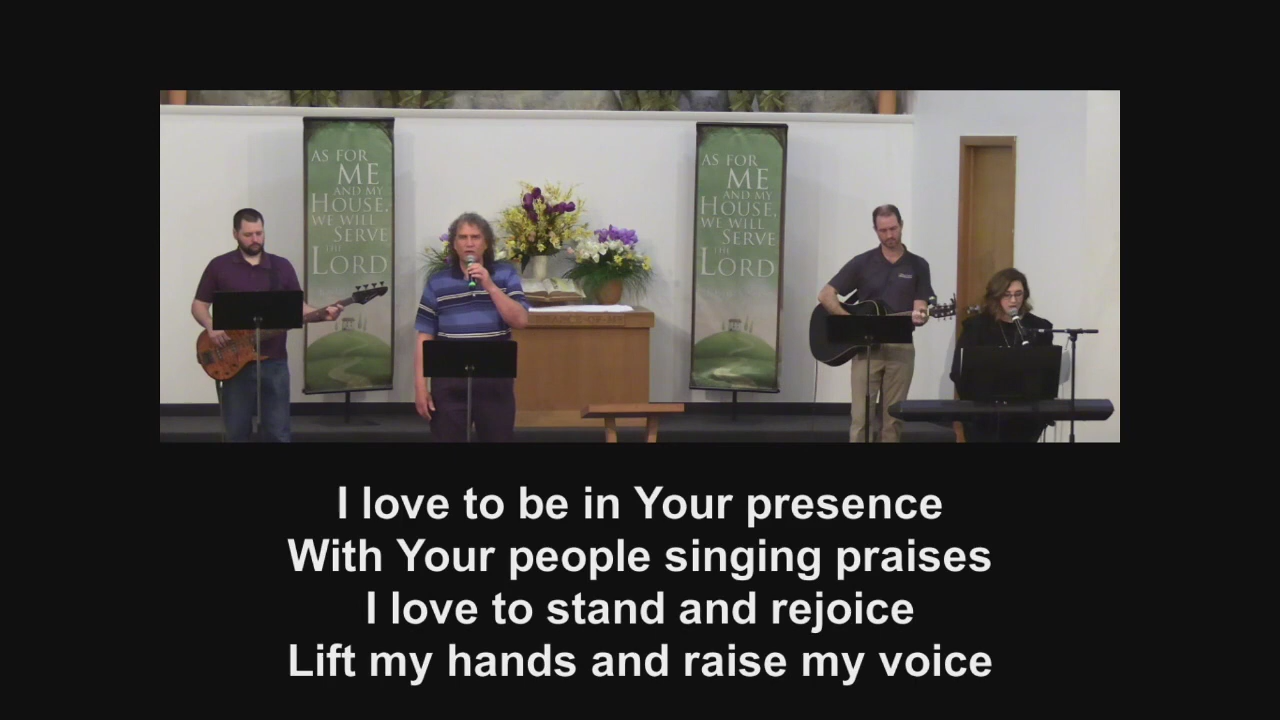 AS FOR
ME
AND MY
HOUSE,
WE WILL
SERVE
THE
LORD
AS FOR
ME
AND MY
HOUSE,
WE WILL
SERVE
THE
LORD
I love to be in Your presence
With Your people singing praises
I love to stand and rejoice
Lift my hands and raise my voice